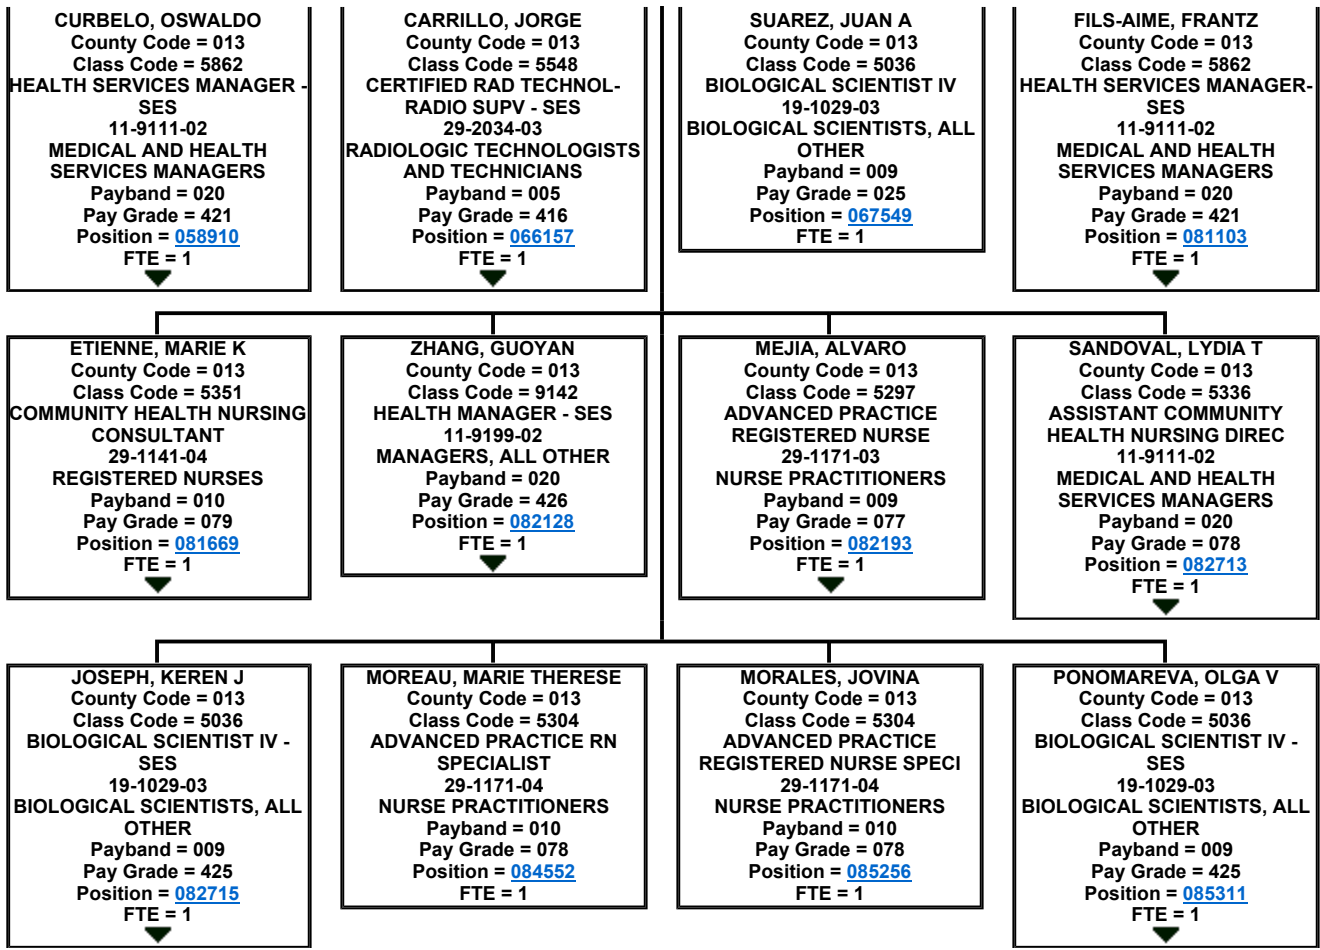 CURBELO, OSWALDO
County Code = 013
Class Code = 5862
HEALTH SERVICES MANAGER -
SES
11-9111-02
MEDICAL AND HEALTH
SERVICES MANAGERS
Payband = 020
Pay Grade = 421
Position = 058910
FTE = 1
CARRILLO, JORGE
County Code = 013
Class Code = 5548
CERTIFIED RAD TECHNOL-
RADIO SUPV - SES
29-2034-03
RADIOLOGIC TECHNOLOGISTS
AND TECHNICIANS
Payband = 005
Pay Grade = 416
Position = 066157
FTE = 1
SUAREZ, JUAN A
County Code = 013
Class Code = 5036
BIOLOGICAL SCIENTIST IV
19-1029-03
BIOLOGICAL SCIENTISTS, ALL
OTHER
Payband = 009
Pay Grade = 025
Position = 067549
FTE = 1
FILS-AIME, FRANTZ
County Code = 013
Class Code = 5862
HEALTH SERVICES MANAGER-
SES
11-9111-02
MEDICAL AND HEALTH
SERVICES MANAGERS
Payband = 020
Pay Grade = 421
Position = 081103
FTE = 1
ETIENNE, MARIE K
County Code = 013
Class Code = 5351
COMMUNITY HEALTH NURSING
CONSULTANT
29-1141-04
REGISTERED NURSES
Payband = 010
Pay Grade = 079
Position = 081669
FTE = 1
ZHANG, GUOYAN
County Code = 013
Class Code = 9142
HEALTH MANAGER - SES
11-9199-02
MANAGERS, ALL OTHER
Payband = 020
Pay Grade = 426
Position = 082128
FTE = 1
MEJIA, ALVARO
County Code = 013
Class Code = 5297
ADVANCED PRACTICE
REGISTERED NURSE
29-1171-03
NURSE PRACTITIONERS
Payband = 009
Pay Grade = 077
Position = 082193
FTE = 1
SANDOVAL, LYDIA T
County Code = 013
Class Code = 5336
ASSISTANT COMMUNITY
HEALTH NURSING DIREC
11-9111-02
MEDICAL AND HEALTH
SERVICES MANAGERS
Payband = 020
Pay Grade = 078
Position = 082713
FTE = 1
JOSEPH, KEREN J
County Code = 013
Class Code = 5036
BIOLOGICAL SCIENTIST IV -
SES
19-1029-03
BIOLOGICAL SCIENTISTS, ALL
OTHER
Payband = 009
Pay Grade = 425
Position = 082715
FTE = 1
MOREAU, MARIE THERESE
County Code = 013
Class Code = 5304
ADVANCED PRACTICE RN
SPECIALIST
29-1171-04
NURSE PRACTITIONERS
Payband = 010
Pay Grade = 078
Position = 084552
FTE = 1
MORALES, JOVINA
County Code = 013
Class Code = 5304
ADVANCED PRACTICE
REGISTERED NURSE SPECI
29-1171-04
NURSE PRACTITIONERS
Payband = 010
Pay Grade = 078
Position = 085256
FTE = 1
PONOMAREVA, OLGA V
County Code = 013
Class Code = 5036
BIOLOGICAL SCIENTIST IV -
SES
19-1029-03
BIOLOGICAL SCIENTISTS, ALL
OTHER
Payband = 009
Pay Grade = 425
Position = 085311
FTE = 1